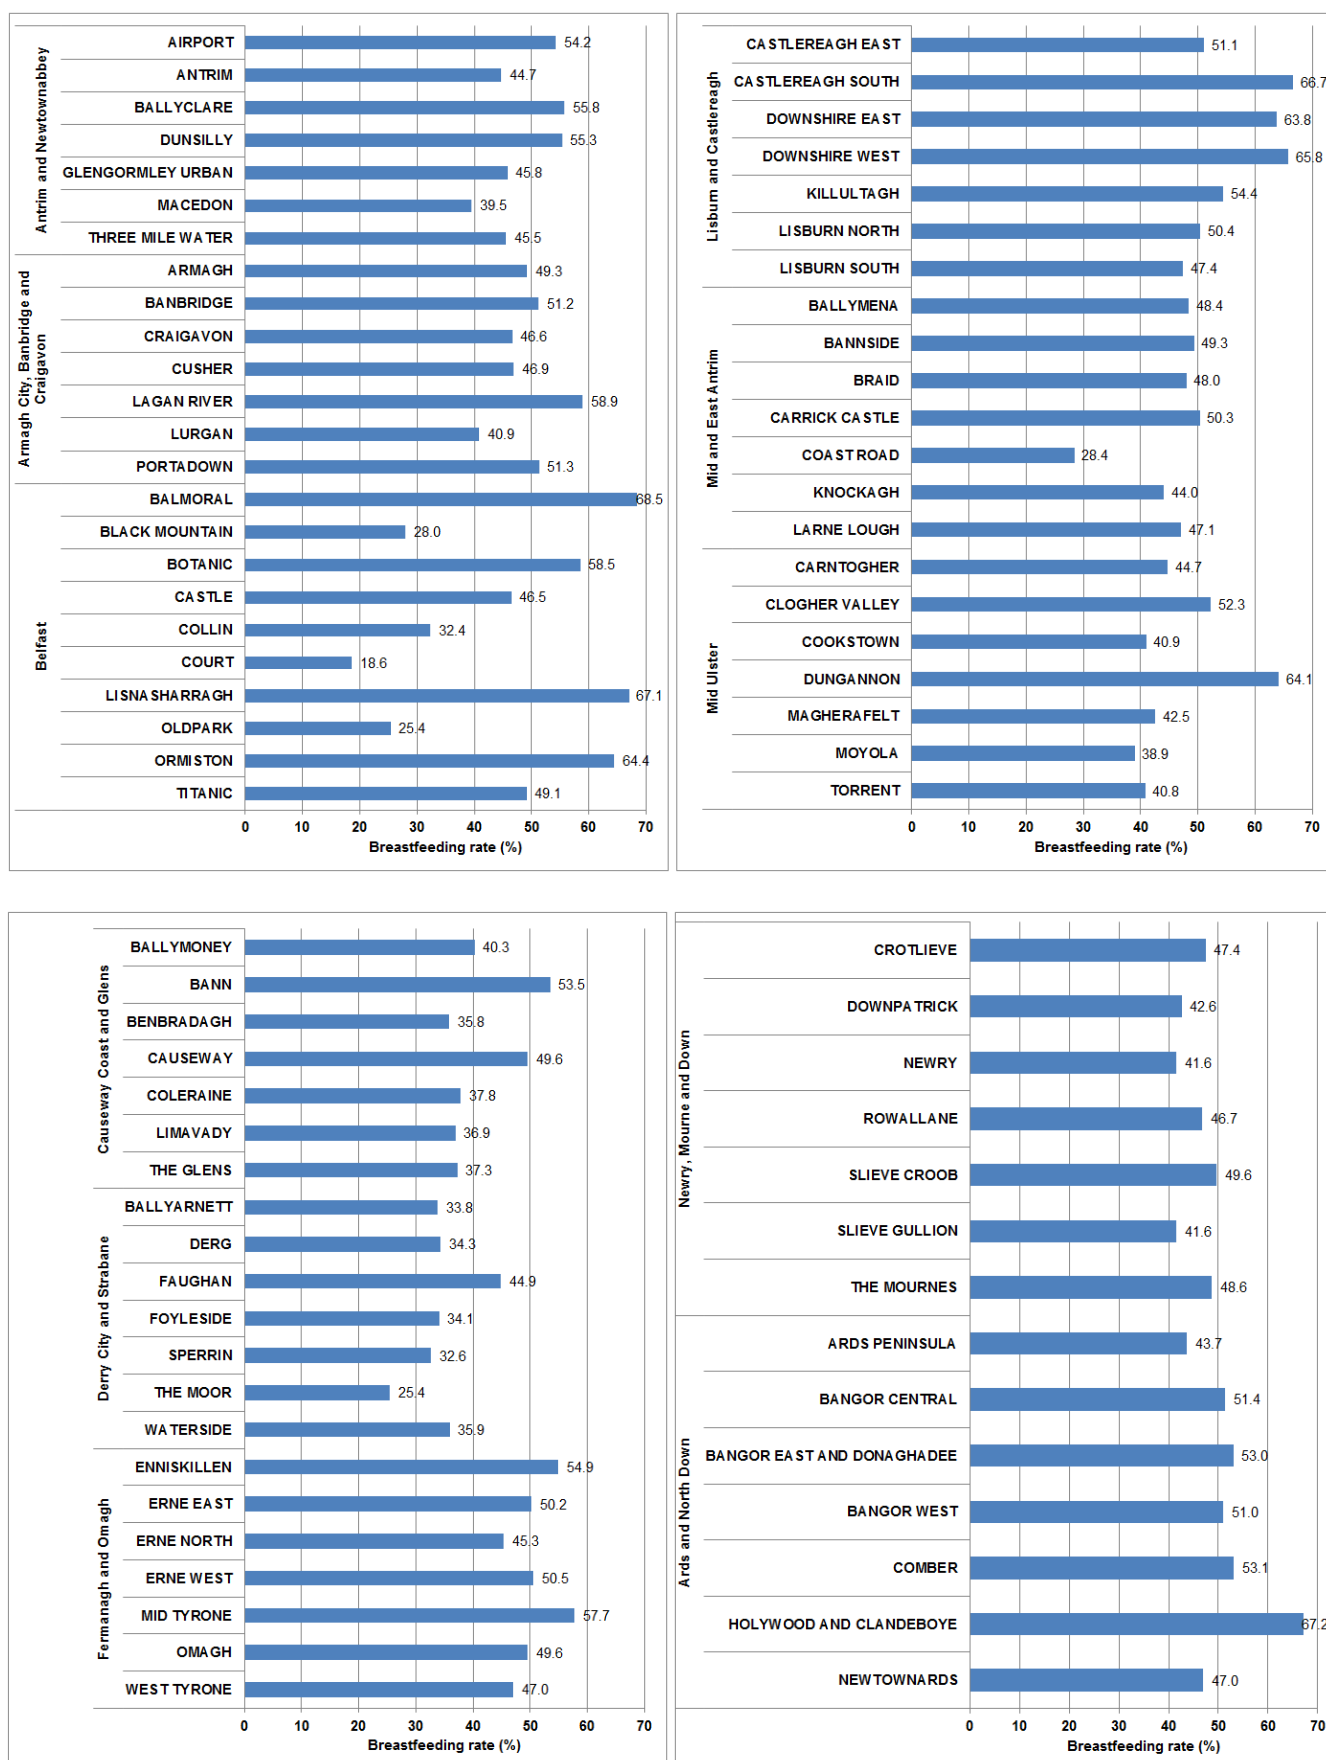 Antrim and Newtownabbey
AIRPORT 54.2
ANTRIM 44.7
BALLYCLARE 55.8
DUNSILLY 55.3
GLENGORMLEY URBAN 45.8
MACEDON 39.5
THREE MILE WATER 45.5
Armagh City, Banbridge and
Craigavon
ARMAGH 49.3
BANBRIDGE 51.2
CRAIGAVON 46.6
CUSHER 46.9
LAGAN RIVER 58.9
LURGAN 40.9
PORTADOWN 51.3
Belfast
BALMORAL 68.5
BLACK MOUNTAIN 28.0
BOTANIC 58.5
CASTLE 46.5
COLLIN 32.4
COURT 18.6
LISNASHARRAGH 67.1
OLDPARK 25.4
ORMISTON 64.4
TITANIC 49.1
0 10 20 30 40 50 60 70
Breastfeeding rate (%)
Lisburn and Castlereagh
CASTLEREAGH EAST 51.1
CASTLEREAGH SOUTH 66.7
DOWNSHIRE EAST 63.8
DOWNSHIRE WEST 65.8
KILLULTAGH 54.4
LISBURN NORTH 50.4
LISBURN SOUTH 47.4
Mid and East Antrim
BALLYMENA 48.4
BANNSIDE 49.3
BRAID 48.0
CARRICK CASTLE 50.3
COAST ROAD 28.4
KNOCKAGH 44.0
LARNE LOUGH 47.1
Mid Ulster
CARNTOGHER 44.7
CLOGHER VALLEY 52.3
COOKSTOWN 40.9
DUNGANNON 64.1
MAGHERAFELT 42.5
MOYOLA 38.9
TORRENT 40.8
0 10 20 30 40 50 60 70
Breastfeeding rate (%)
Causeway Coast and Glens
BALLYMONEY 40.3
BANN 53.5
BENBRADAGH 35.8
CAUSEWAY 49.6
COLERAINE 37.8
LIMAVADY 36.9
THE GLENS 37.3
Derry City and Strabane
BALLYARNETT 33.8
DERG 34.3
FAUGHAN 44.9
FOYLESIDE 34.1
SPERRIN 32.6
THE MOOR 25.4
WATERSIDE 35.9
Fermanagh and Omagh
ENNISKILLEN 54.9
ERNE EAST 50.2
ERNE NORTH 45.3
ERNE WEST 50.5
MID TYRONE 57.7
OMAGH 49.6
WEST TYRONE 47.0
0 10 20 30 40 50 60 70
Breastfeeding rate (%)
Newry, Mourne and Down
CROTLIEVE 47.4
DOWNPATRICK 42.6
NEWRY 41.6
ROWALLANE 46.7
SLIEVE CROOB 49.6
SLIEVE GULLION 41.6
THE MOURNES 48.6
Ards and North Down
ARDS PENINSULA 43.7
BANGOR CENTRAL 51.4
BANGOR EAST AND DONAGHADEE 53.0
BANGOR WEST 51.0
COMBER 53.1
HOLYWOOD AND CLANDEBOYE 67.2
NEWTOWNARDS 47.0
0 10 20 30 40 50 60 70
Breastfeeding rate (%)